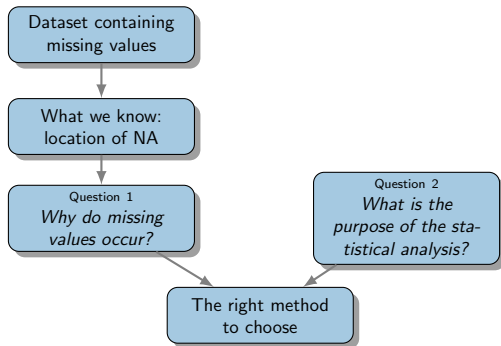 Dataset containing
missing values
What we know:
location of NA
Question 1
Why do missing
values occur?
Question 2
What is the
purpose of the sta-
tistical analysis?
The right method
to choose